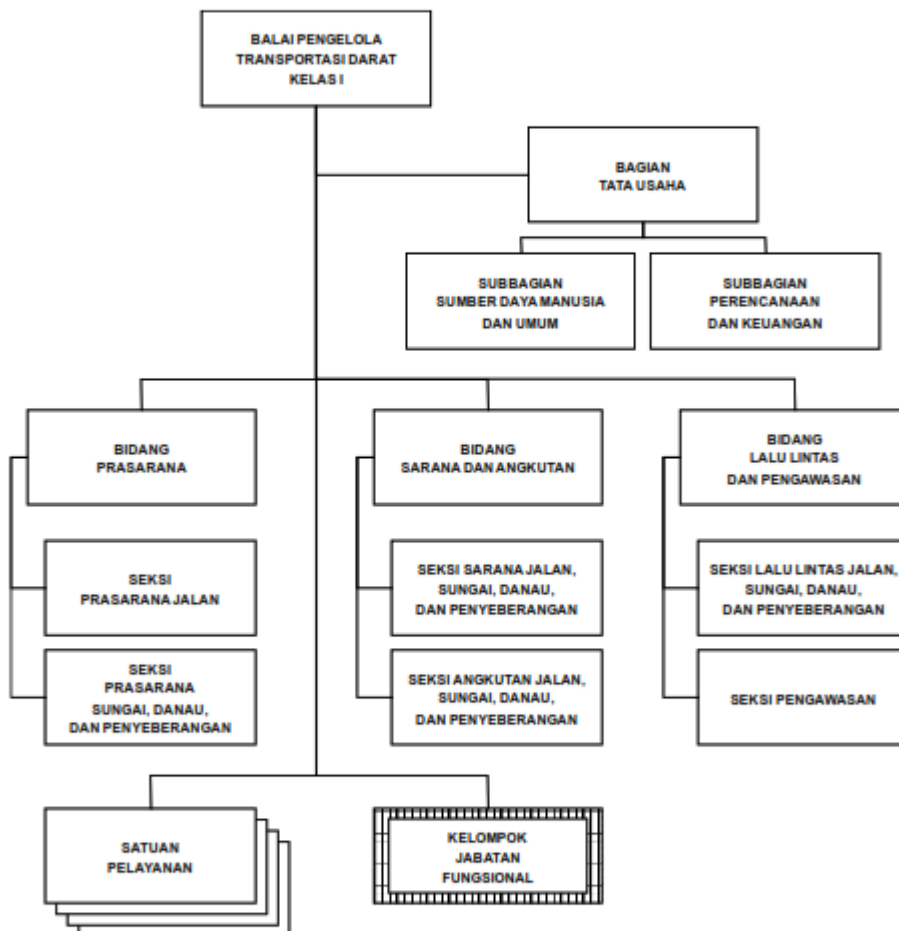 BALAI PENGELOLA
TRANSPORTASI DARAT
KELAS I
BAGIAN
TATA USAHA
SUBBAGIAN
SUMBER DAYA MANUSIA
DAN UMUM
SUBBAGIAN
PERENCANAAN
DAN KEUANGAN
BIDANG
PRASARANA
BIDANG
SARANA DAN ANGKUTAN
BIDANG
LALU LINTAS
DAN PENGAWASAN
SEKSI
PRASARANA JALAN
SEKSI SARANA JALAN,
SUNGAI, DANAU,
DAN PENYEBERANGAN
SEKSI LALU LINTAS JALAN,
SUNGAI, DANAU,
DAN PENYEBERANGAN
SEKSI
PRASARANA
SUNGAI, DANAU,
DAN PENYEBERANGAN
SEKSI ANGKUTAN JALAN,
SUNGAI, DANAU,
DAN PENYEBERANGAN
SEKSI PENGAWASAN
SATUAN
PELAYANAN
KELOMPOK
JABATAN
FUNGSIONAL